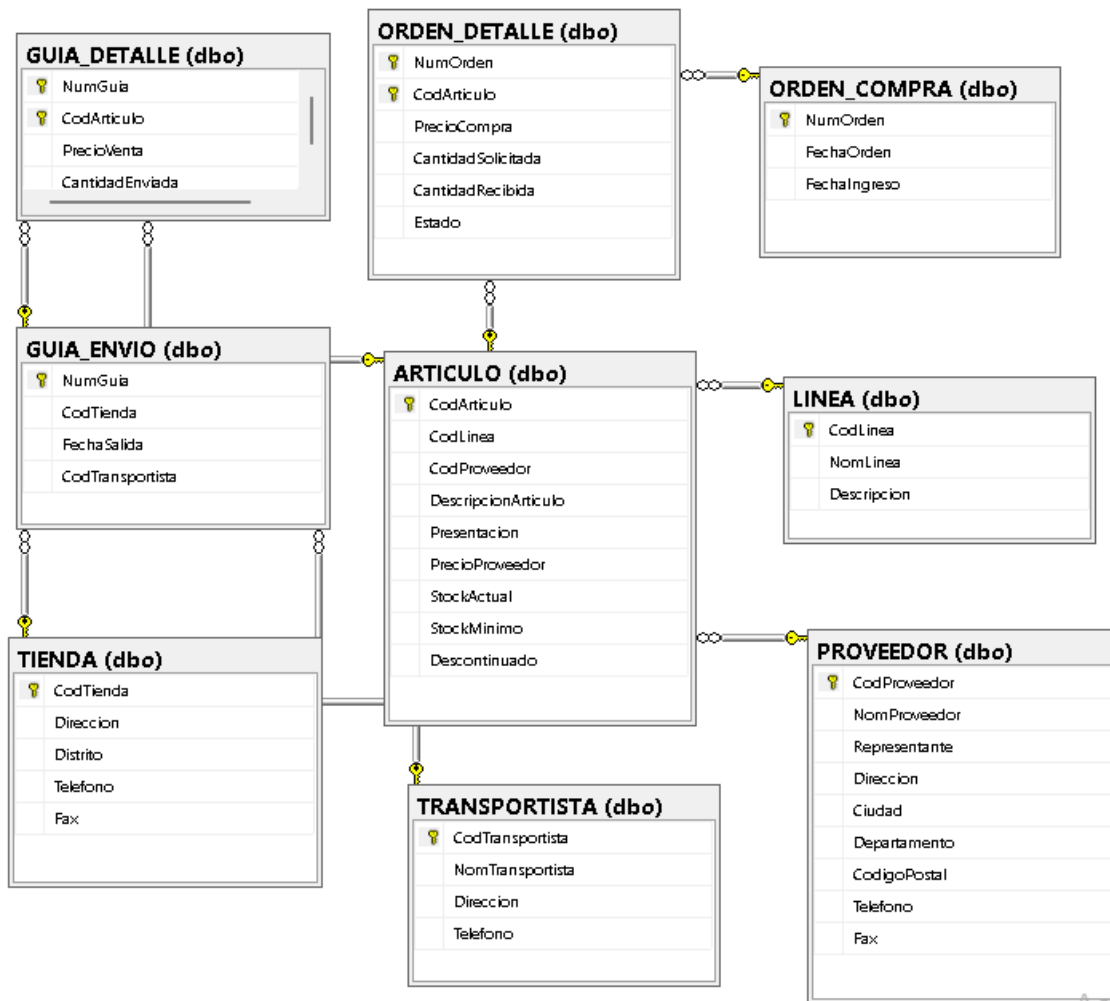 GUIA_DETALLE (dbo)
NumGuia
CodArticulo
PrecioVenta
CantidadEnviada
ORDEN_DETALLE (dbo)
NumOrden
CodArticulo
PrecioCompra
CantidadSolicitada
CantidadRecibida
Estado
ORDEN_COMPRA (dbo)
NumOrden
FechaOrden
FechaIngreso
GUIA_ENVIO (dbo)
NumGuia
CodTienda
FechaSalida
CodTransportista
ARTICULO (dbo)
CodArticulo
CodLinea
CodProveedor
DescripcionArticulo
Presentacion
PrecioProveedor
StockActual
StockMinimo
Descontinuado
LINEA (dbo)
CodLinea
NomLinea
Descripcion
TIENDA (dbo)
CodTienda
Direccion
Distrito
Telefono
Fax
TRANSPORTISTA (dbo)
CodTransportista
NomTransportista
Direccion
Telefono
PROVEEDOR (dbo)
CodProveedor
NomProveedor
Representante
Direccion
Ciudad
Departamento
CodigoPostal
Telefono
Fax